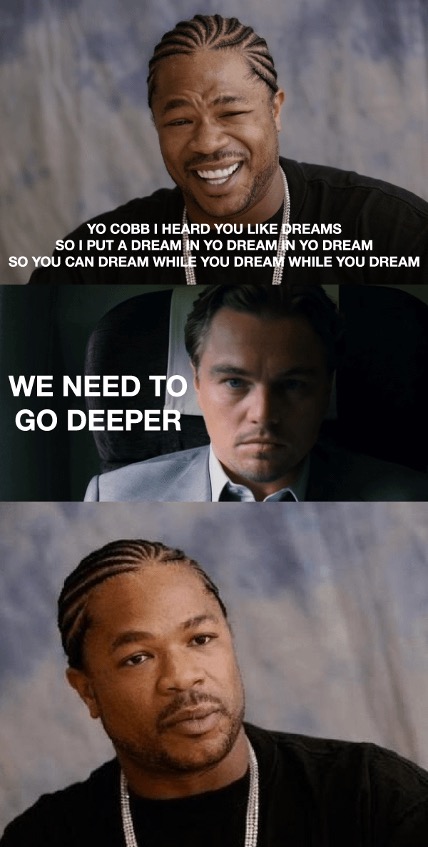 YO COBB I HEARD YOU LIKE DREAMS
SO I PUT A DREAM IN YO DREAM IN YO DREAM
SO YOU CAN DREAM WHILE YOU DREAM WHILE YOU DREAM
WE NEED TO
GO DEEPER